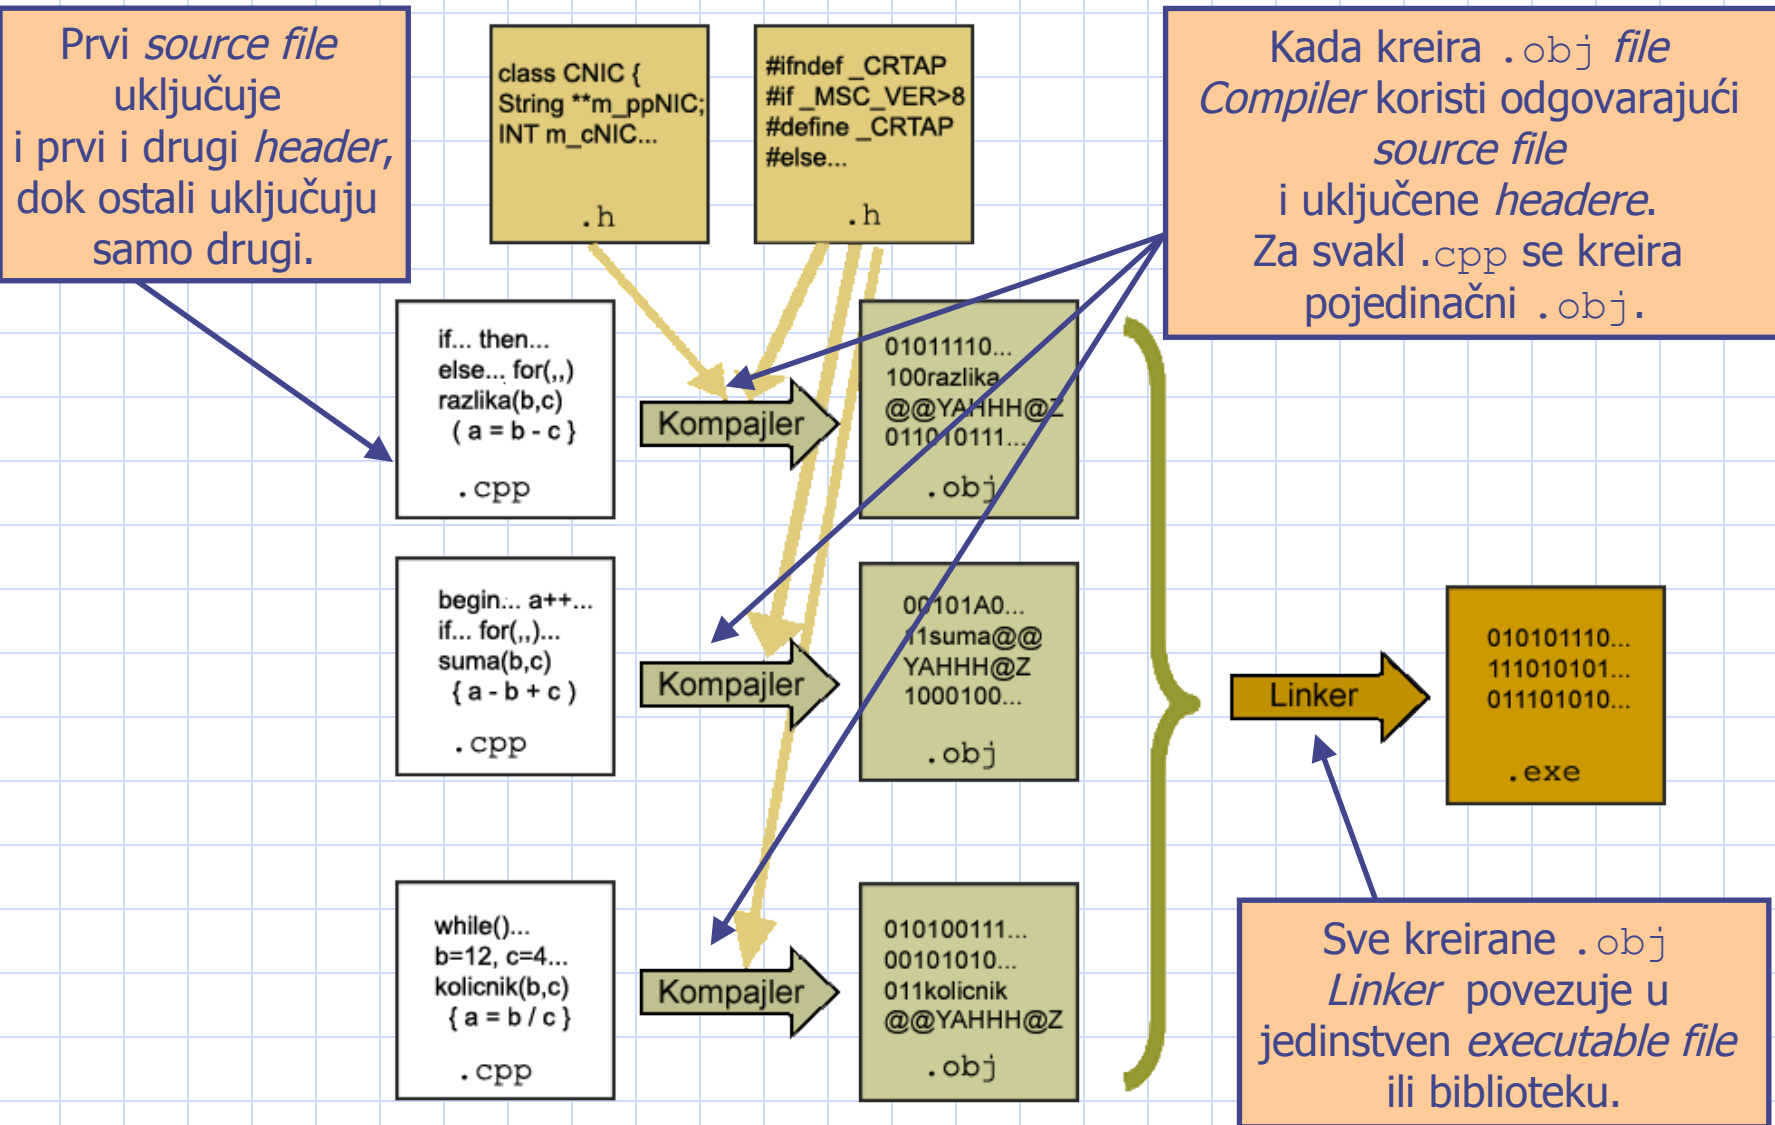 Prvi source file
uključuje
i prvi i drugi header,
dok ostali uključuju
samo drugi.
class CNIC {
String **m_ppNIC;
INT m_cNIC...
.h
#ifndef _CRTAP
#if _MSC_VER>8
#define _CRTAP
#else...
.h
Kada kreira .obj file
Compiler koristi odgovarajući
source file
i uključene headere.
Za svakl .cpp se kreira
pojedinačni .obj.
if... then...
else... for(,,)
razlika(b,c)
( a = b - c }
.cpp
Kompajler
01011110...
100razlika
@@YAHHH@Z
011010111...
.obj
begin... a++...
if... for(,,)...
suma(b,c)
{ a - b + c )
.cpp
Kompajler
00101A0...
11suma@@
YAHHH@Z
1000100...
.obj
Linker
010101110...
111010101...
011101010...
.exe
while()...
b=12, c=4...
kolicnik(b,c)
{ a = b / c }
.cpp
Kompajler
010100111...
00101010...
011kolicnik
@@YAHHH@Z
.obj
Sve kreirane .obj
Linker povezuje u
jedinstven executable file
ili biblioteku.